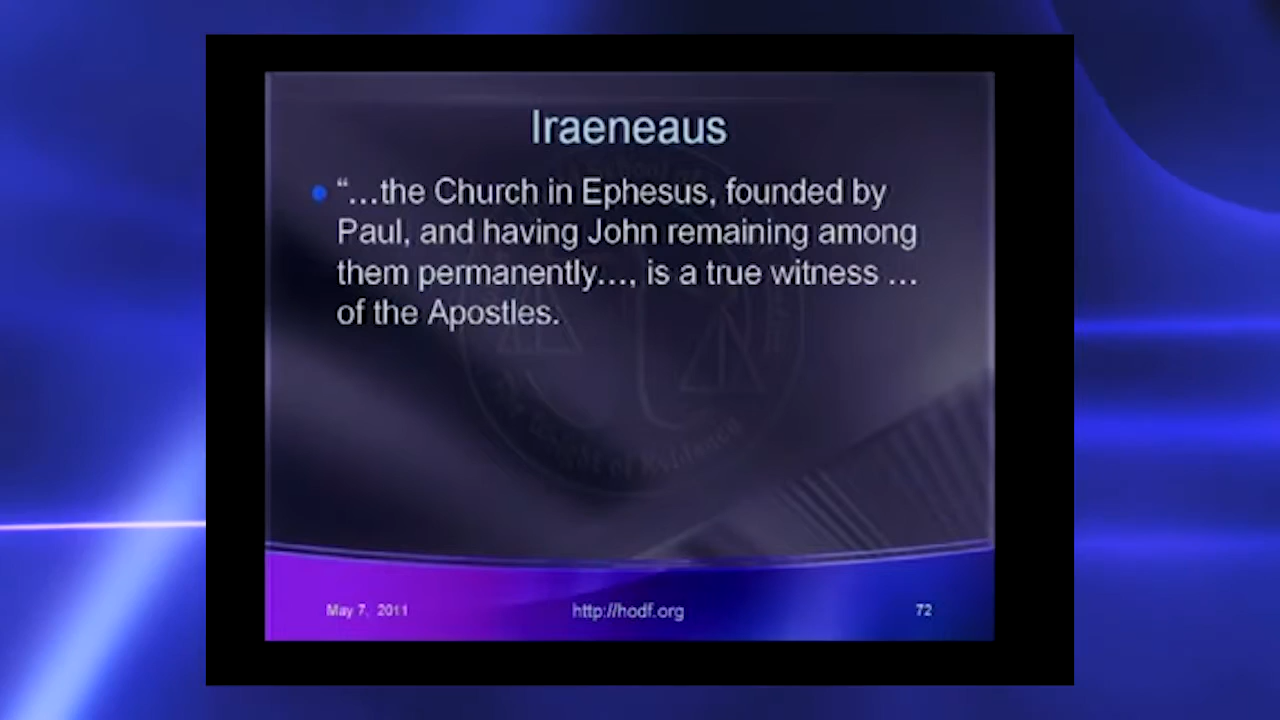 Iraeneaus
“…the Church in Ephesus, founded by
Paul, and having John remaining among
them permanently…, is a true witness …
of the Apostles.
May 7, 2011
http://hodf.org
72